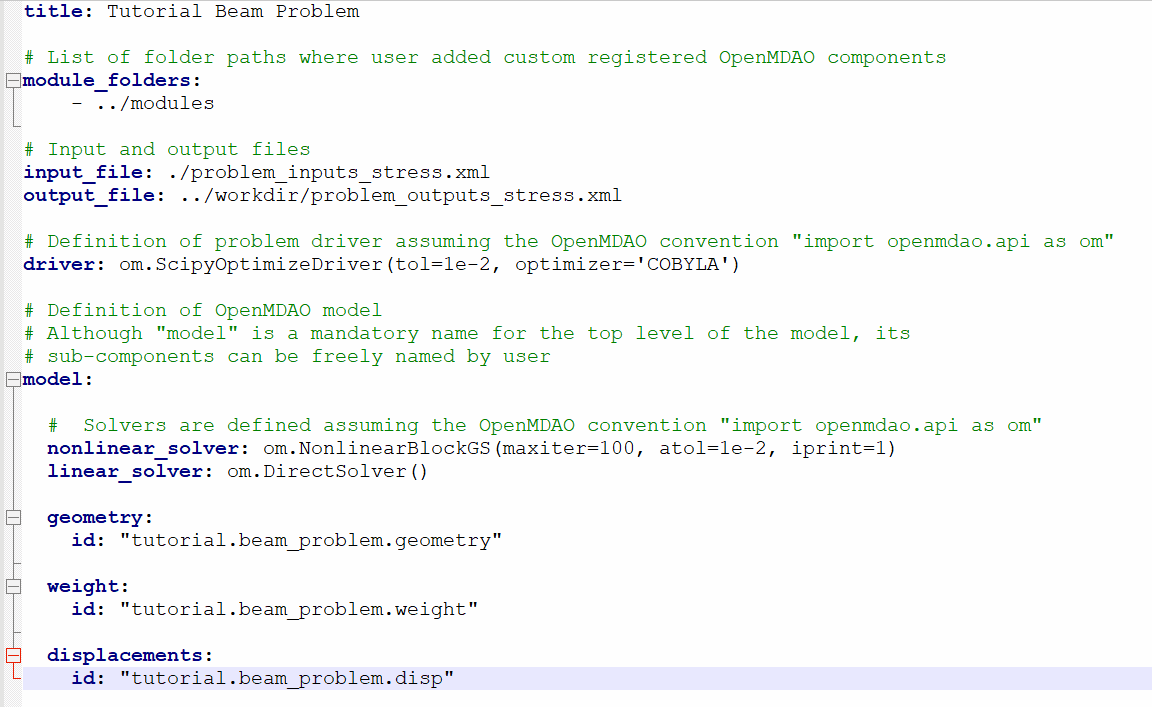 title: Tutorial Beam Problem
# List of folder paths where user added custom registered OpenMDAO components
module_folders:
- ../modules
# Input and output files
input_file: ./problem_inputs_stress.xml
output_file: ../workdir/problem_outputs_stress.xml
# Definition of problem driver assuming the OpenMDAO convention "import openmdao.api as om"
driver: om.ScipyOptimizeDriver(tol=1e-2, optimizer='COBYLA')
# Definition of OpenMDAO model
# Although "model" is a mandatory name for the top level of the model, its
# sub-components can be freely named by user
model:
#  Solvers are defined assuming the OpenMDAO convention "import openmdao.api as om"
nonlinear_solver: om.NonlinearBlockGS(maxiter=100, atol=1e-2, iprint=1)
linear_solver: om.DirectSolver()
geometry:
id: "tutorial.beam_problem.geometry"
weight:
id: "tutorial.beam_problem.weight"
displacements:
id: "tutorial.beam_problem.disp"